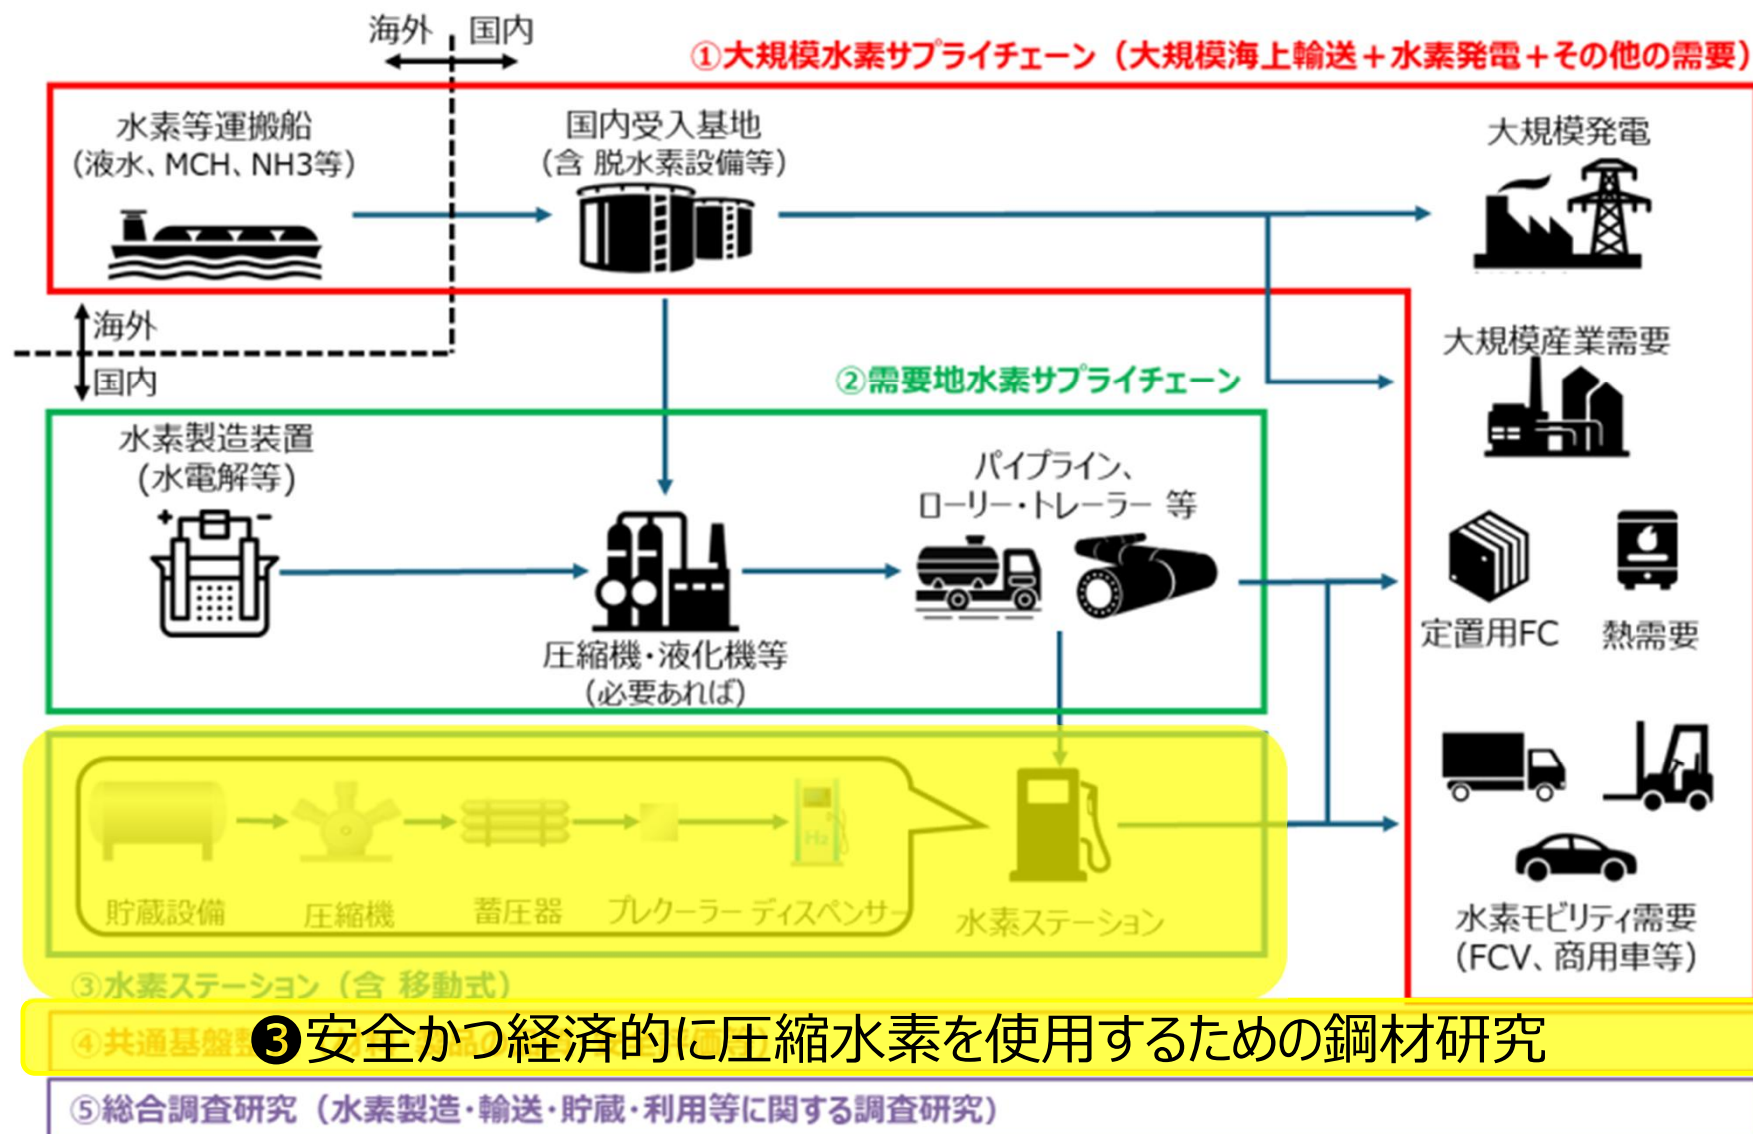 海外 国内
①大規模水素サプライチェーン（大規模海上輸送＋水素発電＋その他の需要）
水素等運搬船
（液水、MCH、NH3等）
国内受入基地
（含 脱水素設備等）
大規模発電
海外
国内
大規模産業需要
②需要地水素サプライチェーン
水素製造装置
(水電解等)
パイプライン、
ローリー・トレーラー 等
圧縮機・液化機等
（必要あれば）
定置用FC
熱需要
H2
貯蔵設備
圧縮機
蓄圧器
プレクーラー
ディスペンサー
水素ステーション
水素モビリティ需要
（FCV、商用車等）
③水素ステーション（含 移動式）
④共通基盤整
❸安全かつ経済的に圧縮水素を使用するための鋼材研究
⑤総合調査研究（水素製造・輸送・貯蔵・利用等に関する調査研究）